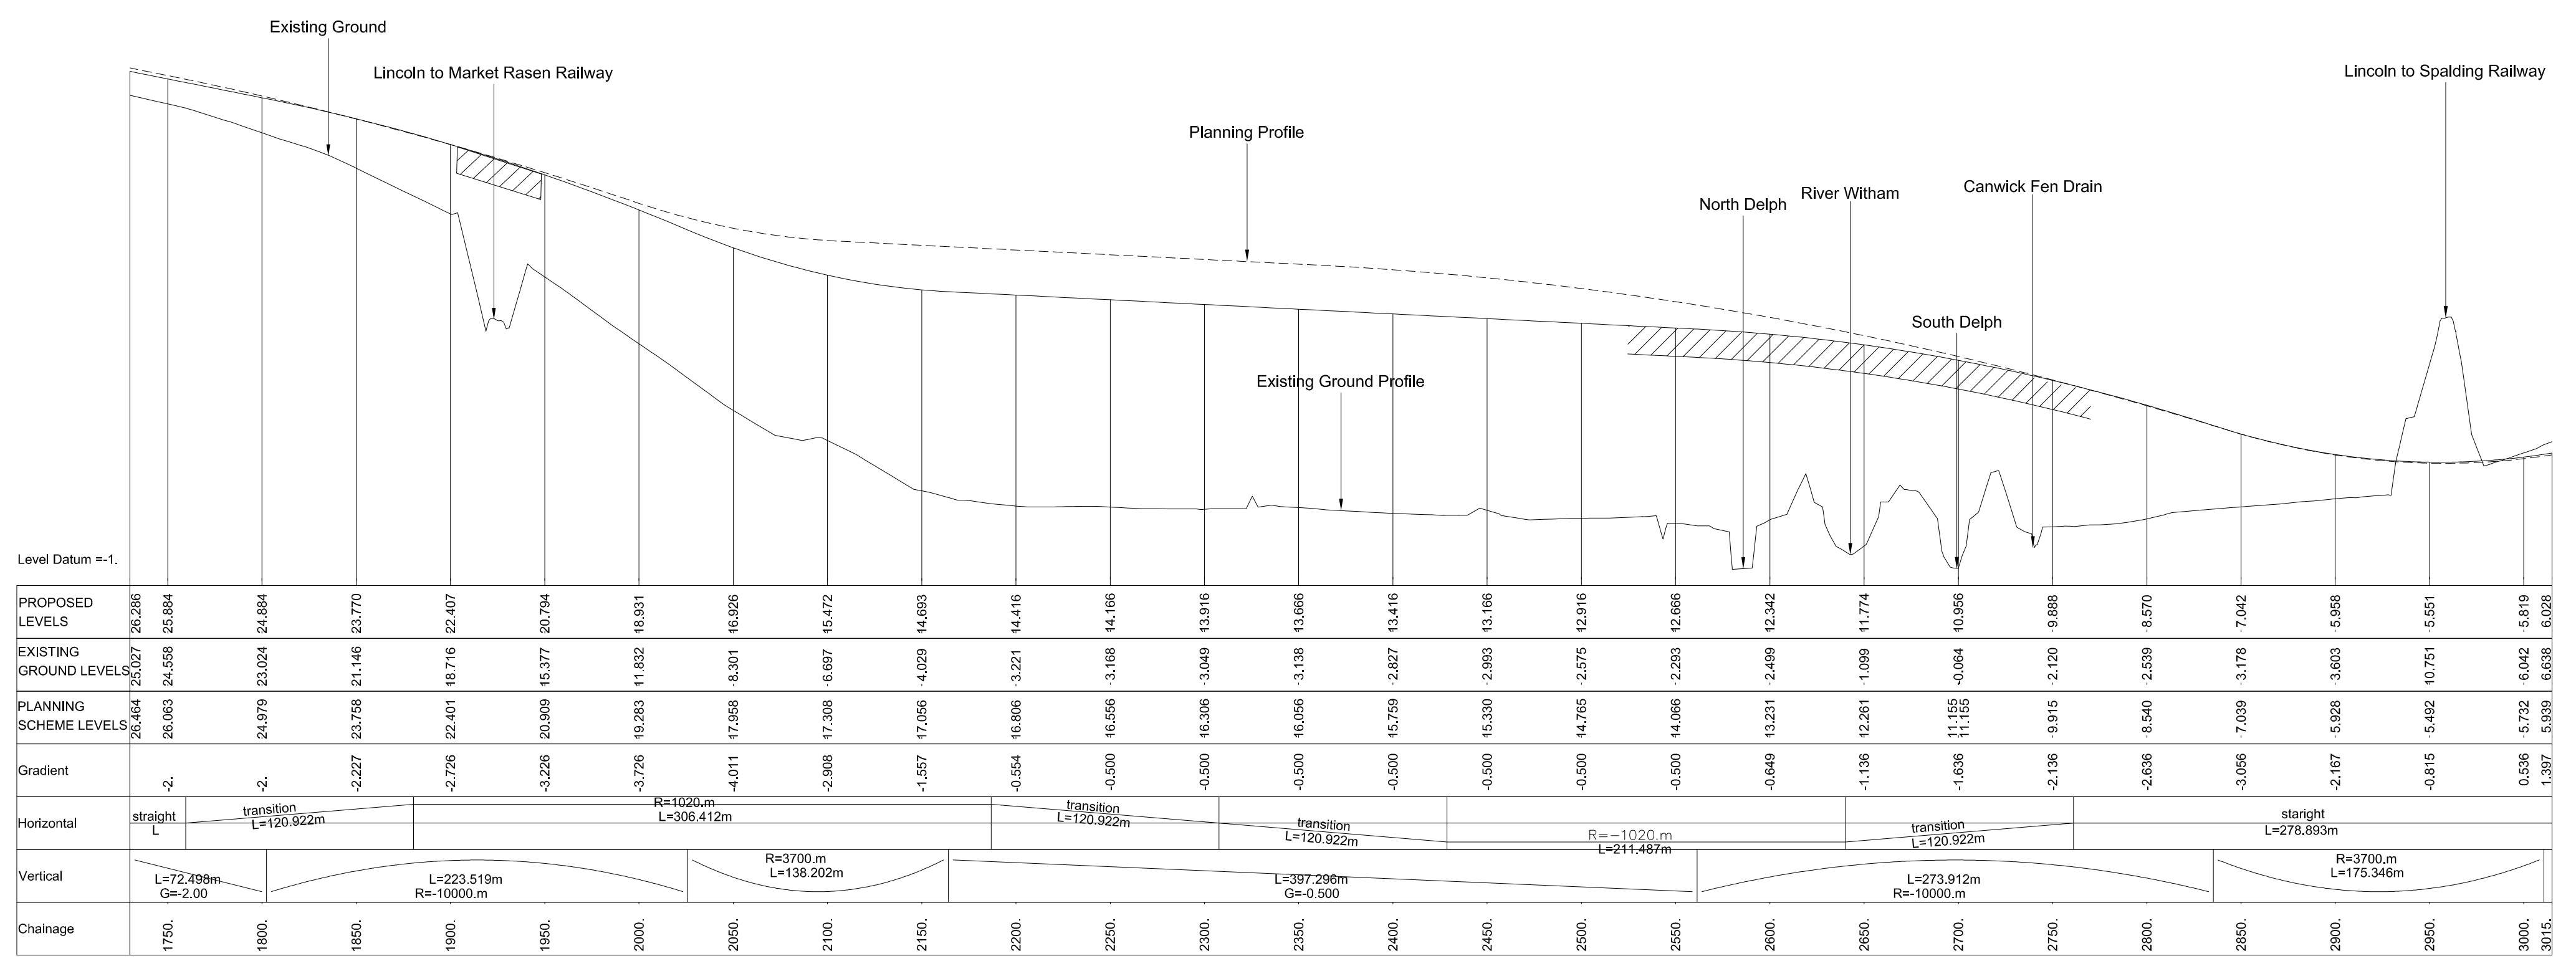 Existing Ground
Lincoln to Market Rasen Railway
Lincoln to Spalding Railway
Planning Profile
North Delph
River Witham
Canwick Fen Drain
South Delph
Existing Ground Profile
Level Datum =-1.
PROPOSED
LEVELS
26.286 25.884 24.884 23.770 22.407 20.794 18.931 16.926 15.472 14.693 14.416 14.166 13.916 13.666 13.416 13.166 12.916 12.666 12.342 11.774 10.956 9.888 8.570 7.042 5.958 5.551 5.819 6.028
EXISTING
GROUND LEVELS
25.027 24.558 23.024 21.146 18.716 15.377 11.832 8.301 6.697 4.029 3.221 3.168 3.049 3.138 2.827 2.993 2.575 2.293 2.499 1.099 -0.064 2.120 2.539 3.178 3.603 10.751 6.042 6.638
PLANNING
SCHEME LEVELS
26.464 26.063 24.979 23.758 22.401 20.909 19.283 17.958 17.308 17.056 16.806 16.556 16.306 16.056 15.759 15.330 14.765 14.066 13.231 12.261 11.155 11.155 9.915 8.540 7.039 5.928 5.492 5.732 5.939
Gradient
-2. -2. -2.227 -2.726 -3.226 -3.726 -4.011 -2.908 -1.557 -0.554 -0.500 -0.500 -0.500 -0.500 -0.500 -0.500 -0.500 -0.649 -1.136 -1.636 -2.136 -2.636 -3.056 -2.167 -0.815 0.536 1.397
Horizontal
straight
L
transition
L=120.922m
R=1020.m
L=306.412m
transition
L=120.922m
transition
L=120.922m
R=-1020.m
L=211.487m
transition
L=120.922m
staright
L=278.893m
Vertical
L=72.498m
G=-2.00
L=223.519m
R=-10000.m
R=3700.m
L=138.202m
L=397.296m
G=-0.500
L=273.912m
R=-10000.m
R=3700.m
L=175.346m
Chainage
1750. 1800. 1850. 1900. 1950. 2000. 2050. 2100. 2150. 2200. 2250. 2300. 2350. 2400. 2450. 2500. 2550. 2600. 2650. 2700. 2750. 2800. 2850. 2900. 2950. 3000. 3015.